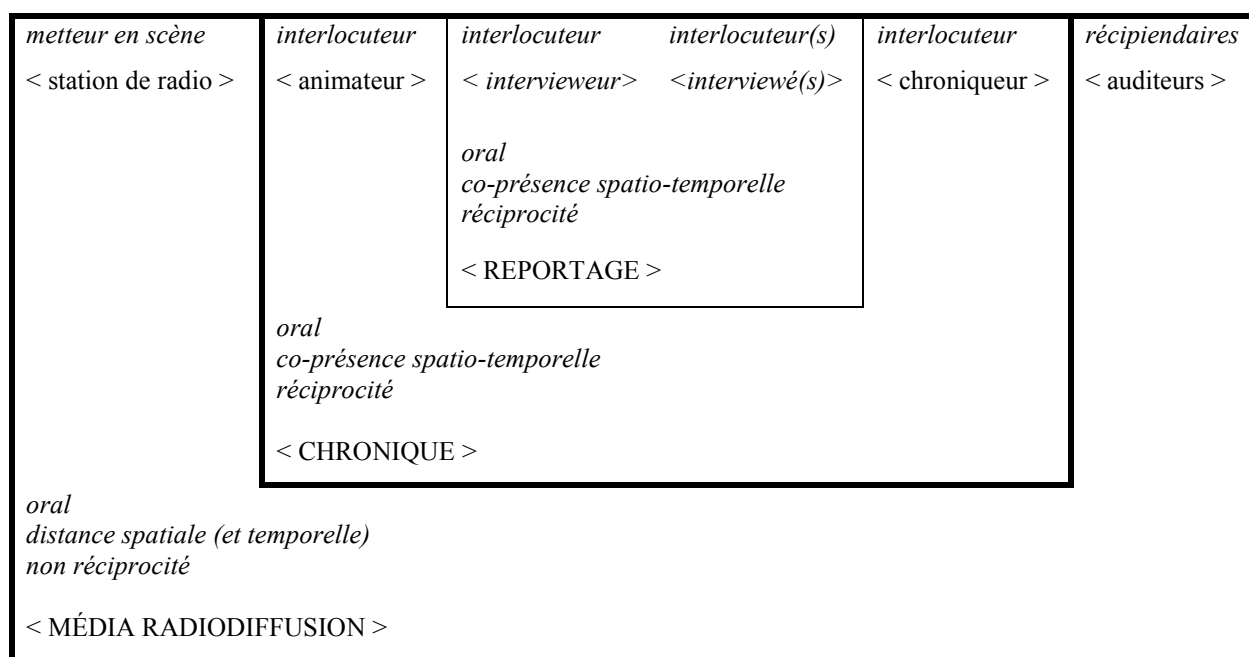 metteur en scène interlocuteur interlocuteur interlocuteur(s) interlocuteur récipiendaires
< station de radio > < animateur > < intervieweur> <interviewé(s)> < chroniqueur > < auditeurs >
oral
co-présence spatio-temporelle
réciprocité
< REPORTAGE >
oral
co-présence spatio-temporelle
réciprocité
< CHRONIQUE >
oral
distance spatiale (et temporelle)
non réciprocité
< MÉDIA RADIODIFFUSION >